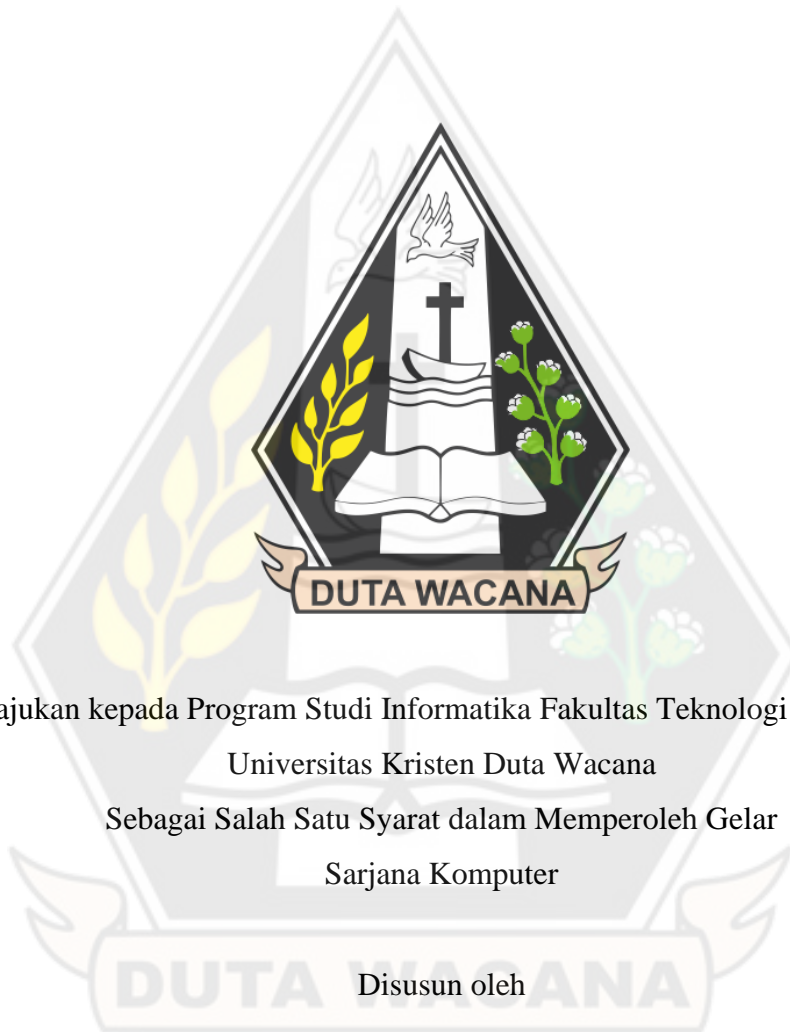 DUTA WACANA
ajukan kepada Program Studi Informatika Fakultas Teknologi
Universitas Kristen Duta Wacana
Sebagai Salah Satu Syarat dalam Memperoleh Gelar
Sarjana Komputer
DUTA WACANA
Disusun oleh